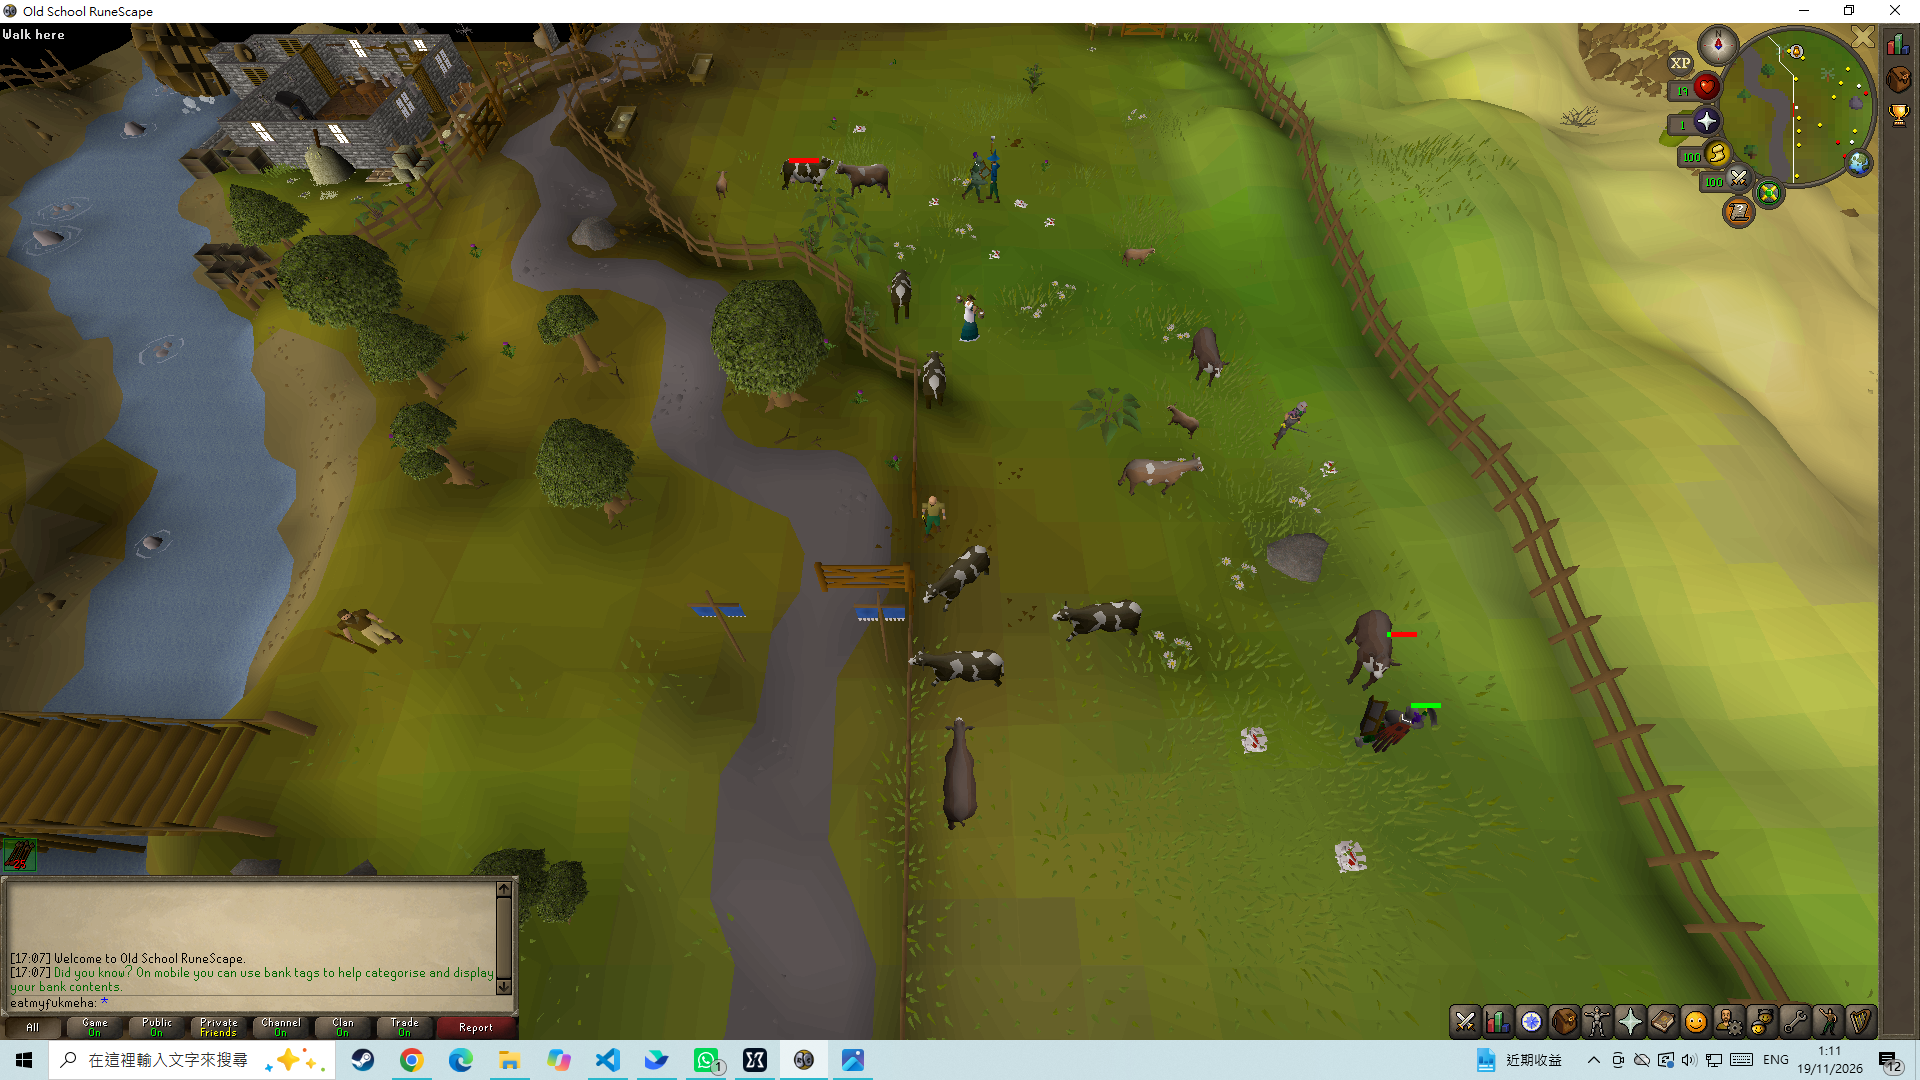 Old School RuneScape
Walk here
N
XP
19
1
100
100
25
[17:07] Welcome to Old School RuneScape.
[17:07] Did you know? On mobile you can use bank tags to help categorise and display
your bank contents.
eatmyfukmeha: *
All
Game
On
Public
On
Private
Friends
Channel
On
Clan
On
Trade
On
Report
在這裡輸入文字來搜尋
1
近期收益
ENG
1:11
19/11/2026
12